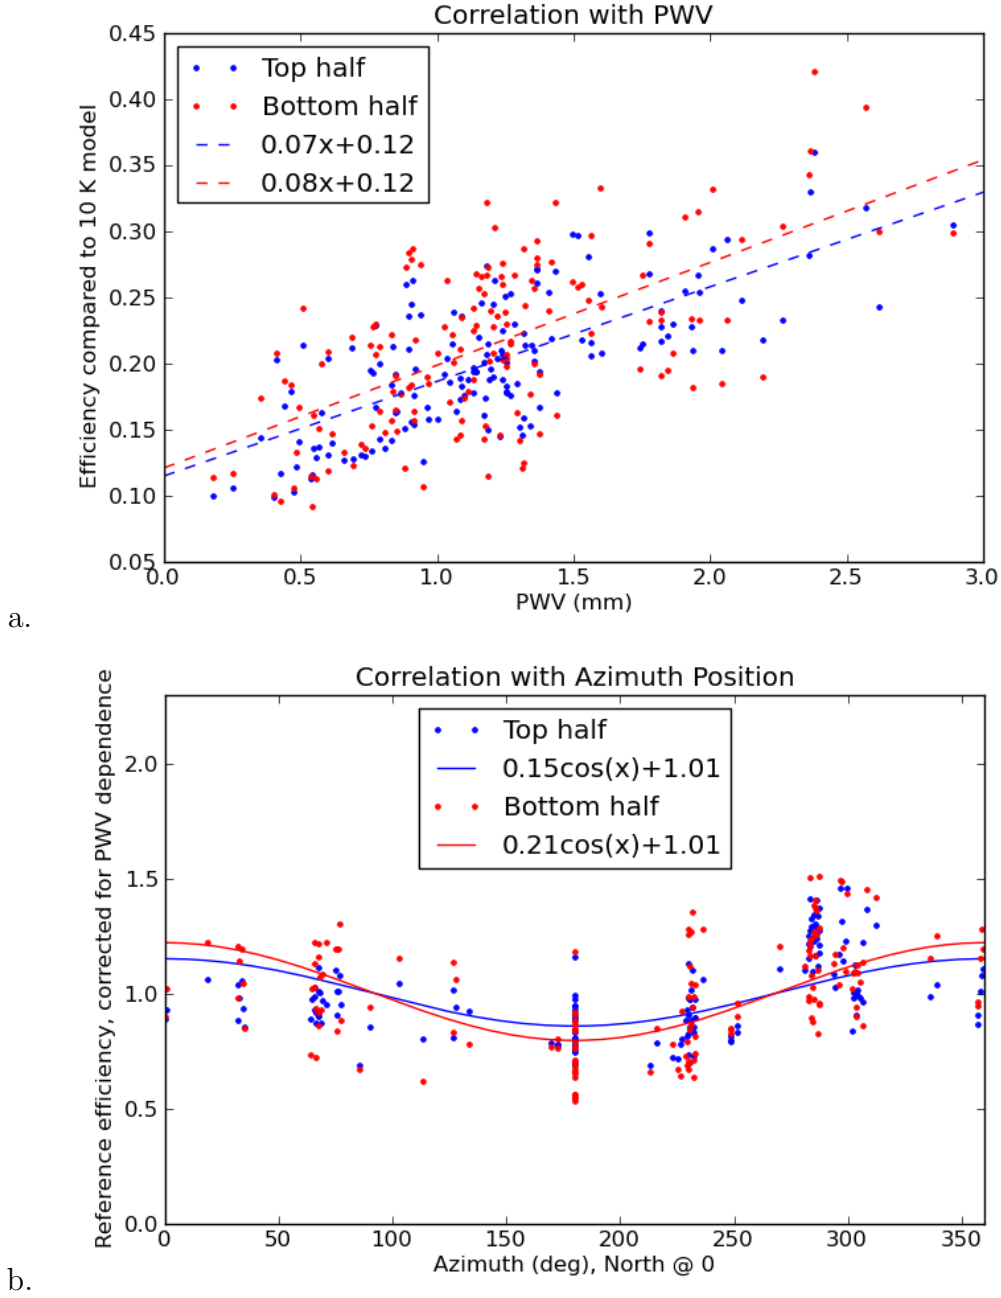 Correlation with PWV
Efficiency compared to 10 K model
0.45
0.40
0.35
0.30
0.25
0.20
0.15
0.10
0.05
Top half
Bottom half
0.07x+0.12
0.08x+0.12
0.0 0.5 1.0 1.5 2.0 2.5 3.0
PWV (mm)
a.
Correlation with Azimuth Position
Reference efficiency, corrected for PWV dependence
2.0
1.5
1.0
0.5
0.0
Top half
0.15cos(x)+1.01
Bottom half
0.21cos(x)+1.01
0 50 100 150 200 250 300 350
Azimuth (deg), North @ 0
b.